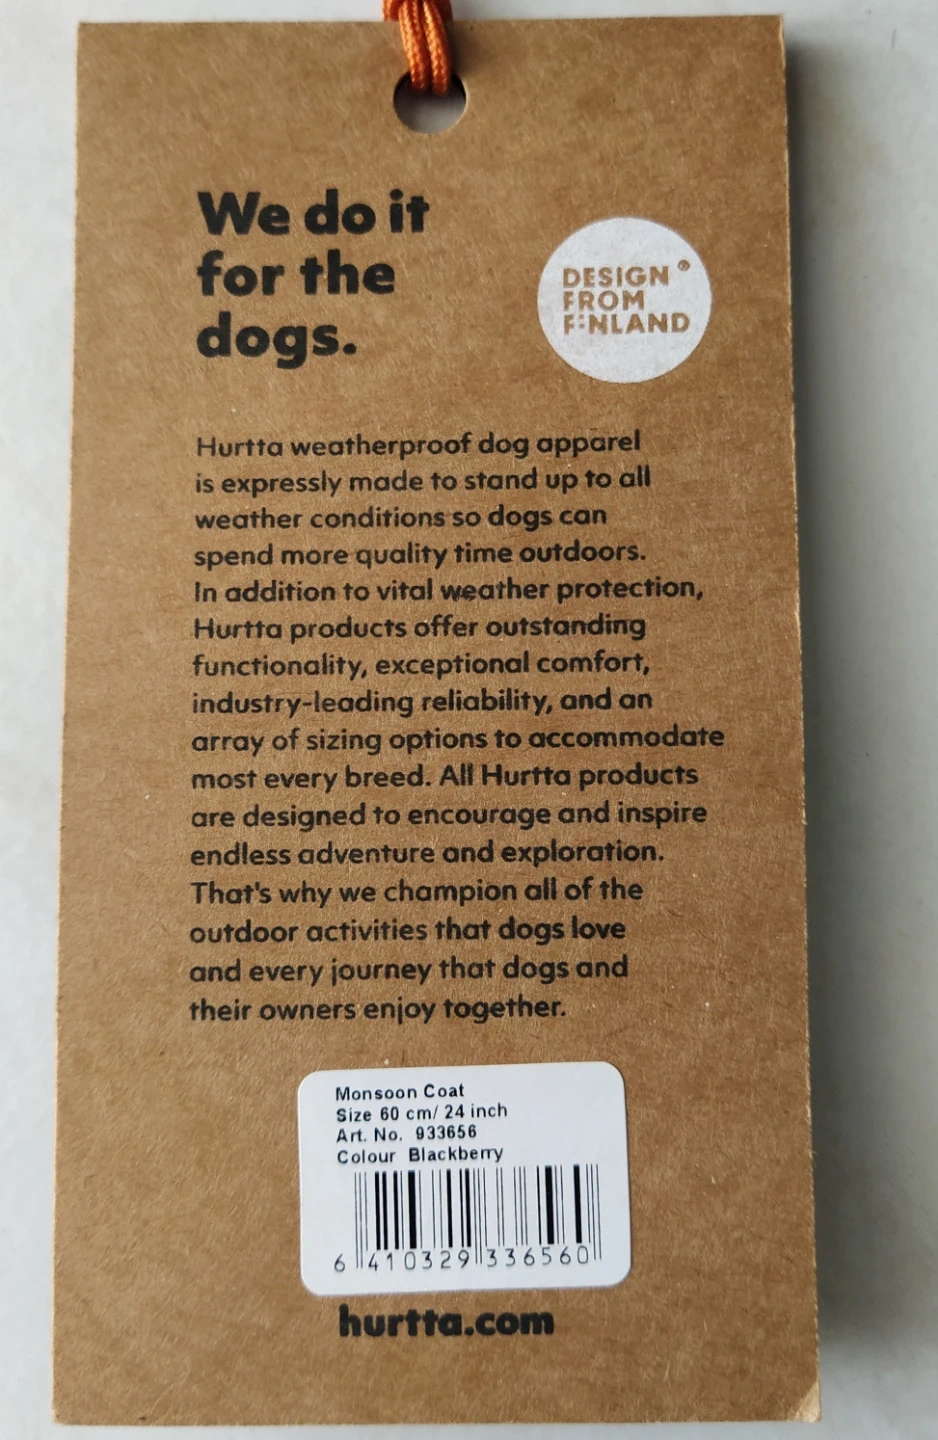 We do it
for the
dogs.
DESIGN ®
FROM
FINLAND
Hurtta weatherproof dog apparel
is expressly made to stand up to all
weather conditions so dogs can
spend more quality time outdoors.
In addition to vital weather protection,
Hurtta products offer outstanding
functionality, exceptional comfort,
industry-leading reliability, and an
array of sizing options to accommodate
most every breed. All Hurtta products
are designed to encourage and inspire
endless adventure and exploration.
That's why we champion all of the
outdoor activities that dogs love
and every journey that dogs and
their owners enjoy together.
Monsoon Coat
Size 60 cm/ 24 inch
Art. No. 933656
Colour Blackberry
6 410329 336560
hurtta.com